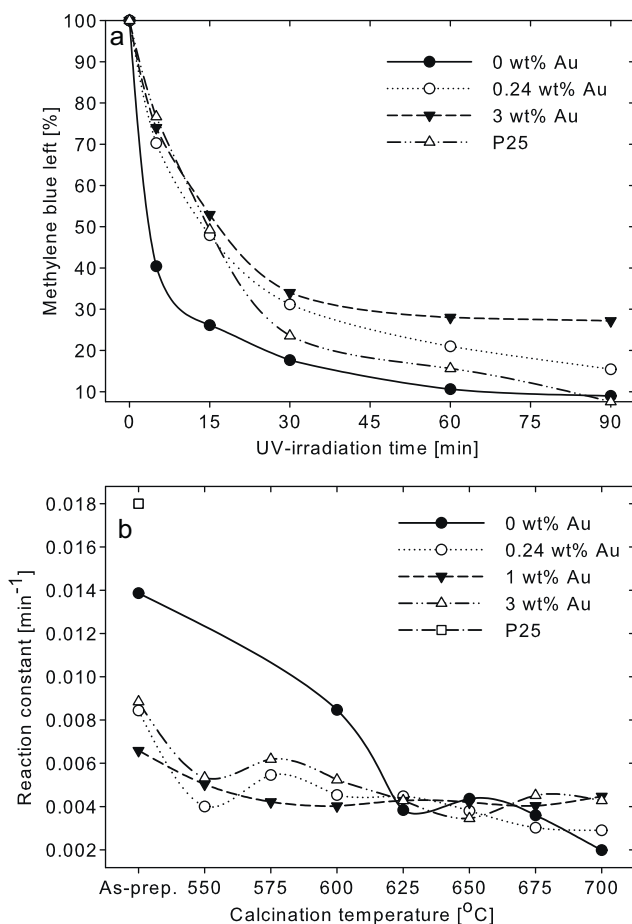 a
Methylene blue left [%]
100
90
80
70
60
50
40
30
20
10
0 wt% Au
0.24 wt% Au
3 wt% Au
P25
0 15 30 45 60 75 90
UV-irradiation time [min]
b
Reaction constant [min⁻¹]
0.018
0.016
0.014
0.012
0.010
0.008
0.006
0.004
0.002
0 wt% Au
0.24 wt% Au
1 wt% Au
3 wt% Au
P25
As-prep. 550 575 600 625 650 675 700
Calcination temperature [°C]